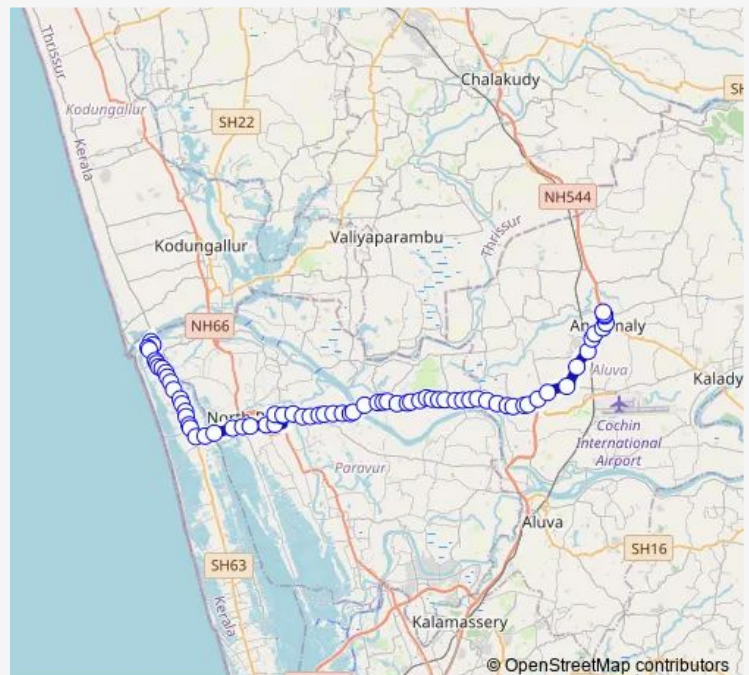 Thrissur
Kodungallur
Kerala
SH22
Chalakudy
NH544
Kodungallur
Valiyaparambu
Thrissur
NH66
Aluva
Kalady
Cochin
International
Airport
Paravur
Aluva
SH16
SH63
Kerala
Kalamassery
© OpenStreetMap contributors